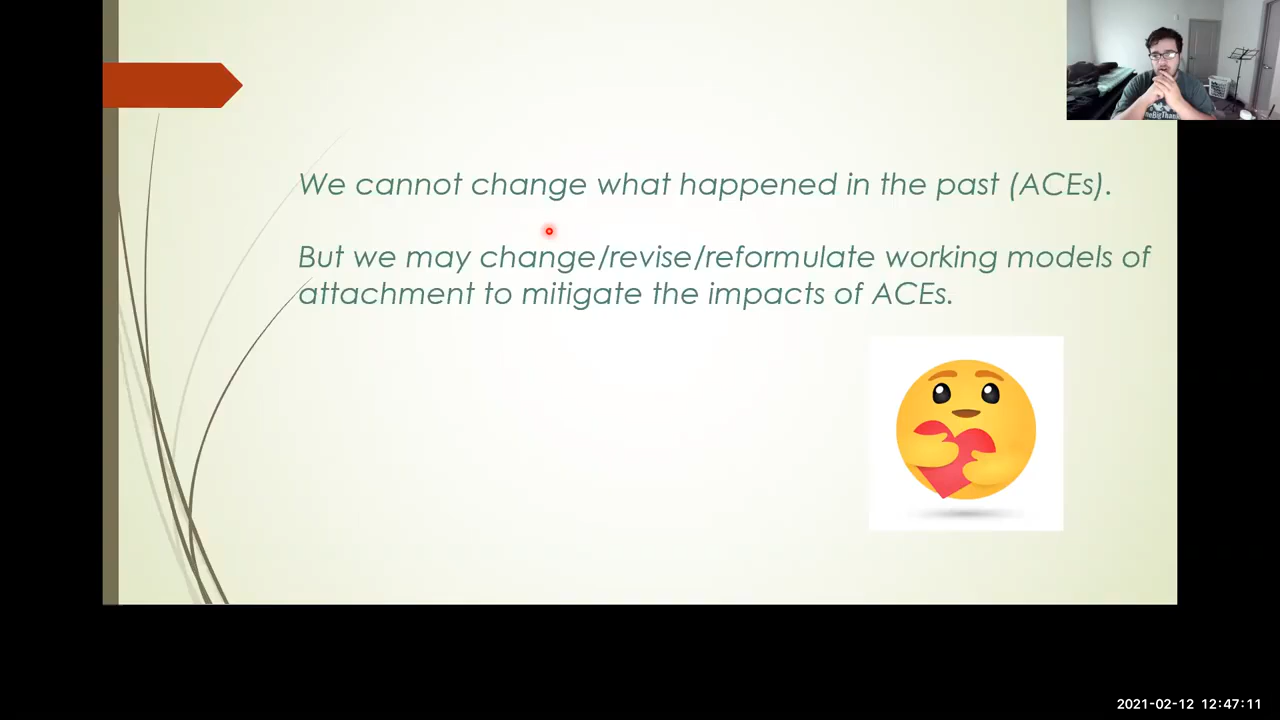 We cannot change what happened in the past (ACEs).
But we may change/revise/reformulate working models of
attachment to mitigate the impacts of ACEs.
2021-02-12 12:47:11